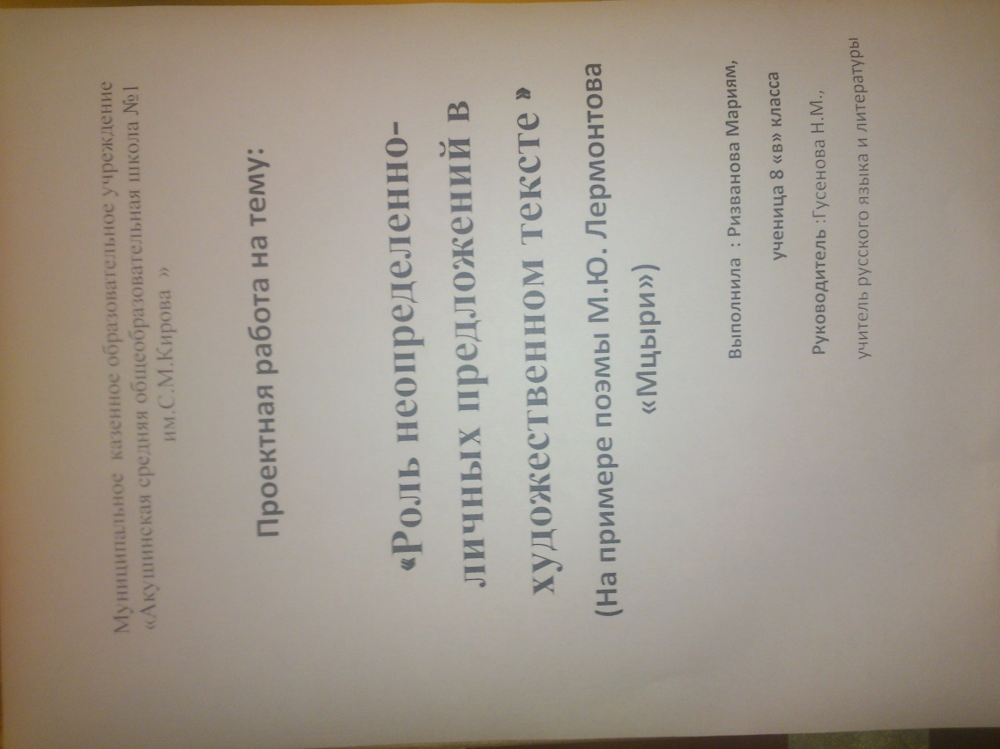 Муниципальное казенное образовательное учреждение
«Акушинская средняя общеобразовательная школа №1
им.С.М.Кирова »
Проектная работа на тему:
«Роль неопределенно-
личных предложений в
художественном тексте »
(На примере поэмы М.Ю. Лермонтова
«Мцыри»)
Выполнила : Ризванова Мариям,
ученица 8 «в» класса
Руководитель :Гусенова Н.М.,
учитель русского языка и литературы